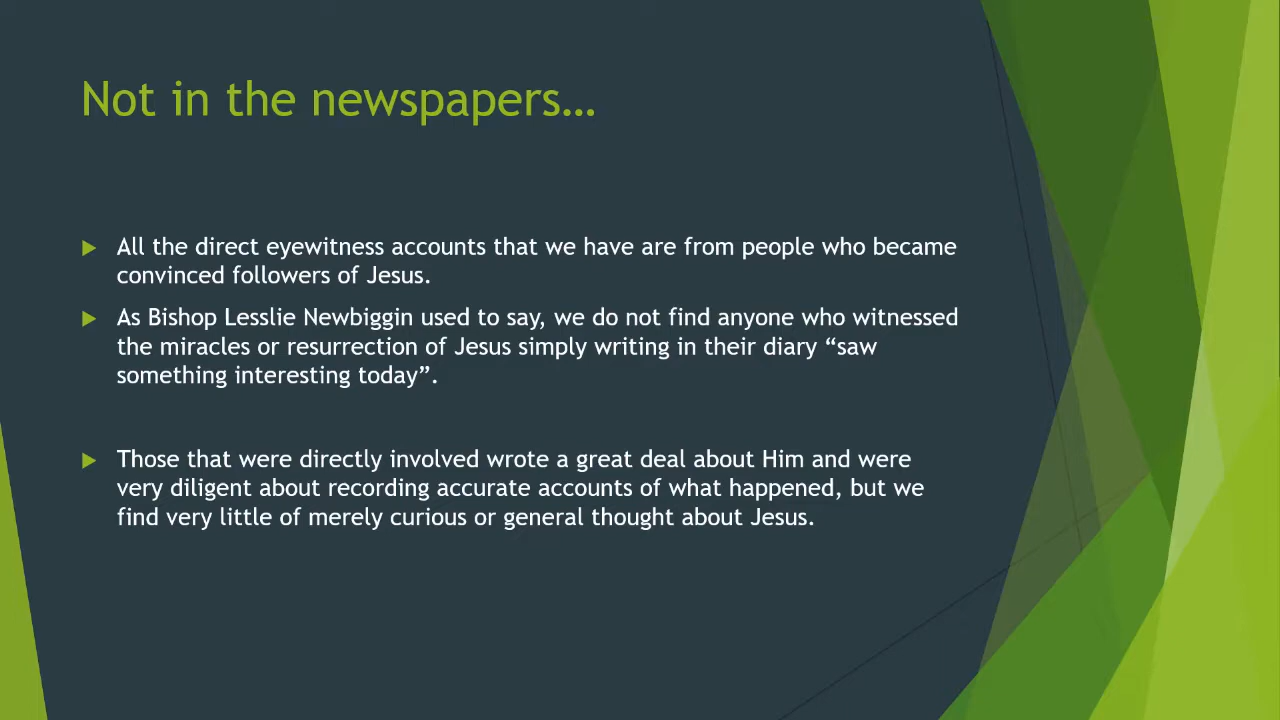 Not in the newspapers…
All the direct eyewitness accounts that we have are from people who became
convinced followers of Jesus.
As Bishop Lesslie Newbiggin used to say, we do not find anyone who witnessed
the miracles or resurrection of Jesus simply writing in their diary “saw
something interesting today”.
Those that were directly involved wrote a great deal about Him and were
very diligent about recording accurate accounts of what happened, but we
find very little of merely curious or general thought about Jesus.